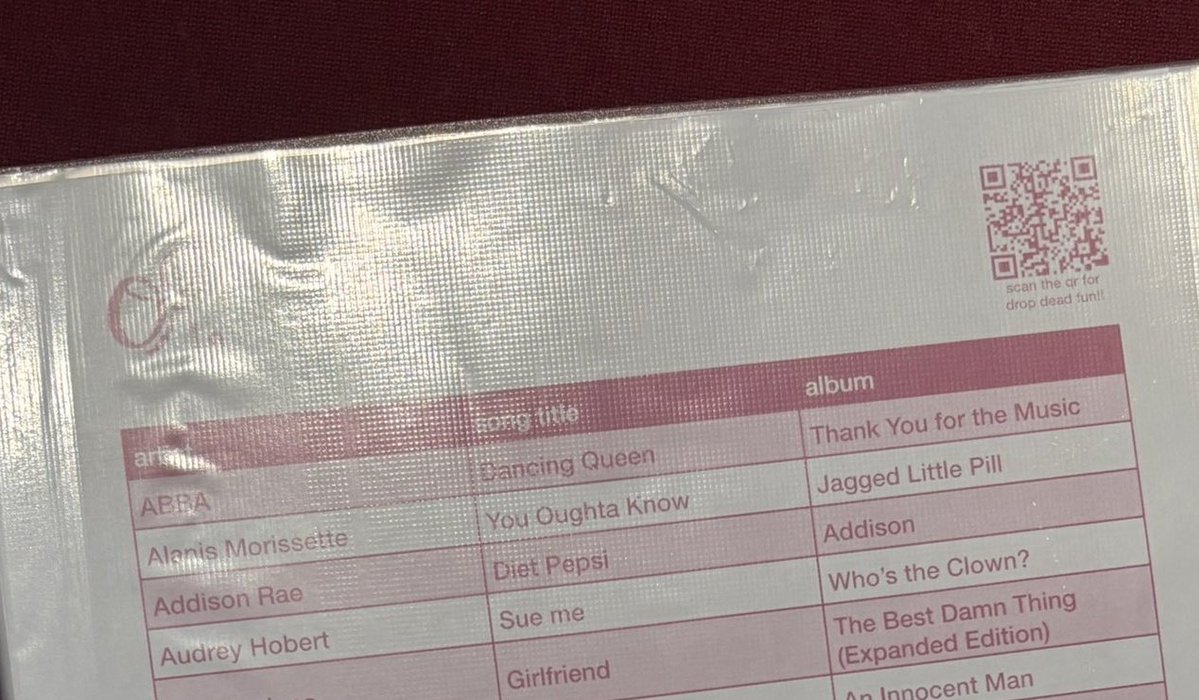 scan the qr for
drop dead fun!!
artist song title album
ABBA Dancing Queen Thank You for the Music
Alanis Morissette You Oughta Know Jagged Little Pill
Addison Rae Diet Pepsi Addison
Audrey Hobert Sue me Who's the Clown?
Girlfriend The Best Damn Thing
(Expanded Edition)
An Innocent Man